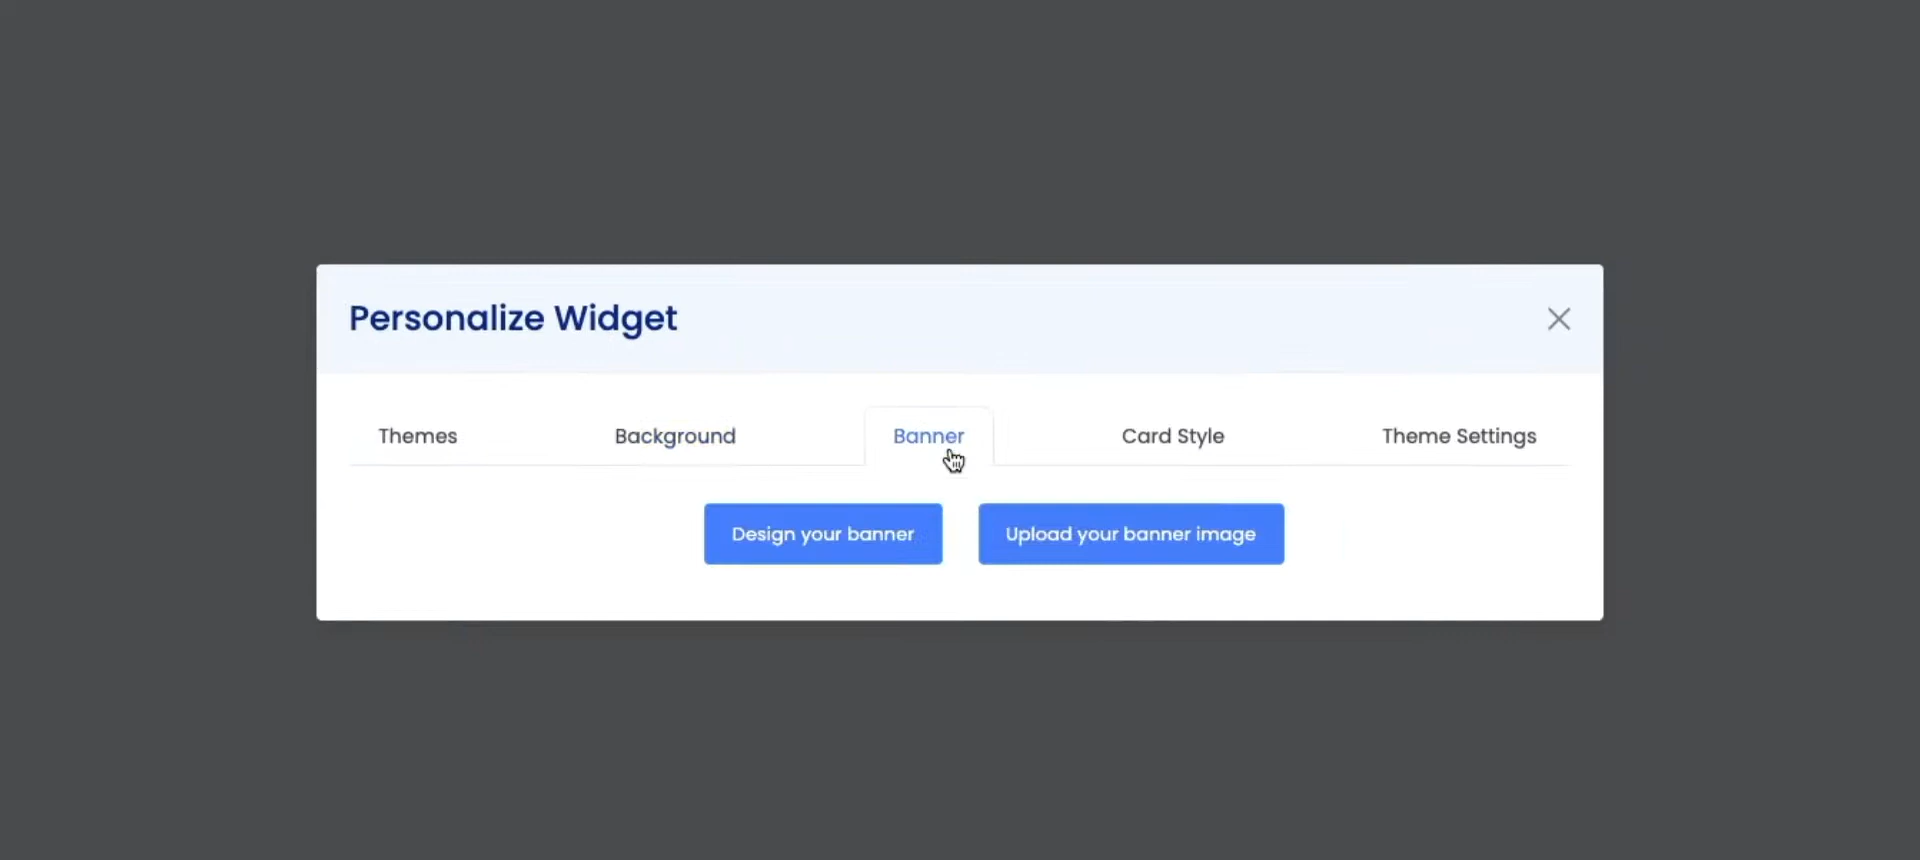 Personalize Widget
Themes Background Banner Card Style Theme Settings
Design your banner Upload your banner image